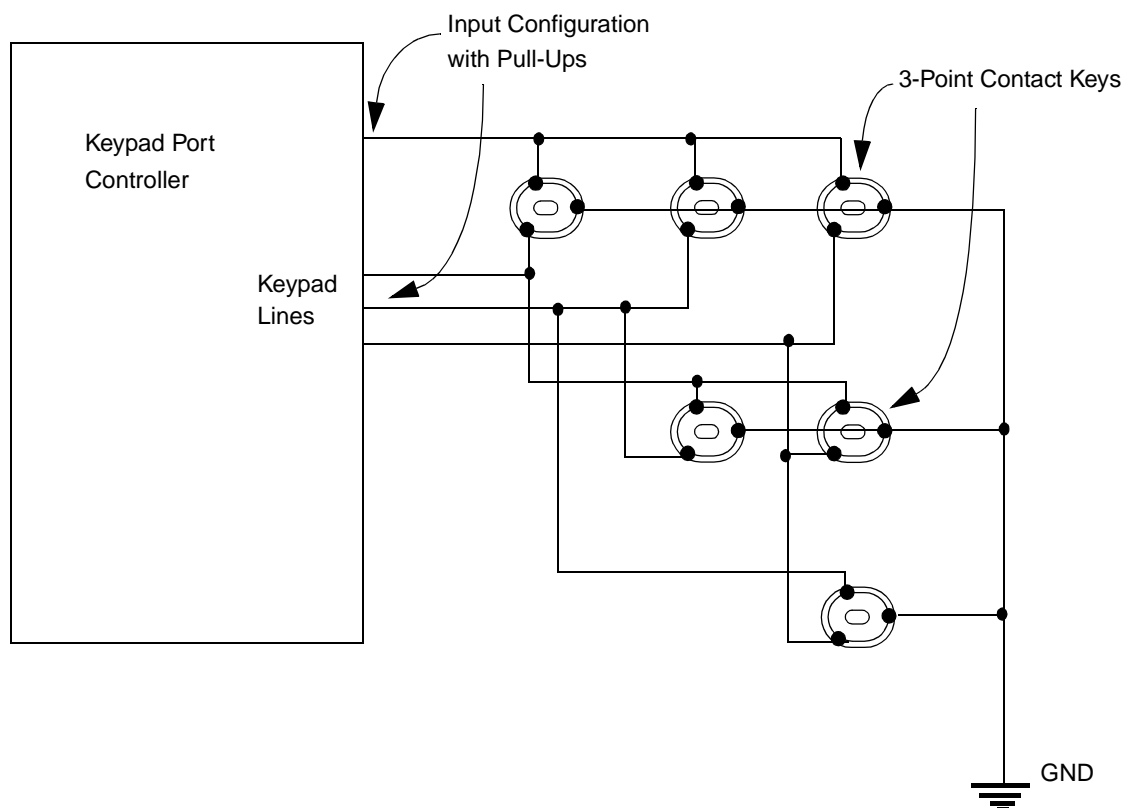 Input Configuration
with Pull-Ups
3-Point Contact Keys
Keypad Port
Controller
Keypad
Lines
GND